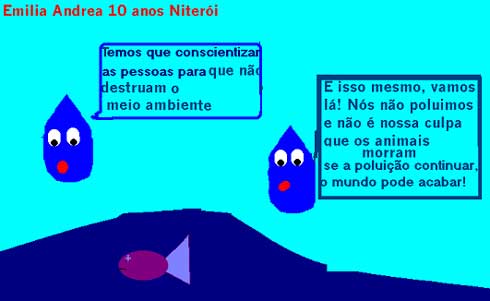 Emilia Andrea 10 anos Niterói
Temos que conscientizar
as pessoas para que não
destruam o
meio ambiente
E isso mesmo, vamos
lá! Nós não poluimos
e não é nossa culpa
que os animais
morram
se a poluição continuar,
o mundo pode acabar!